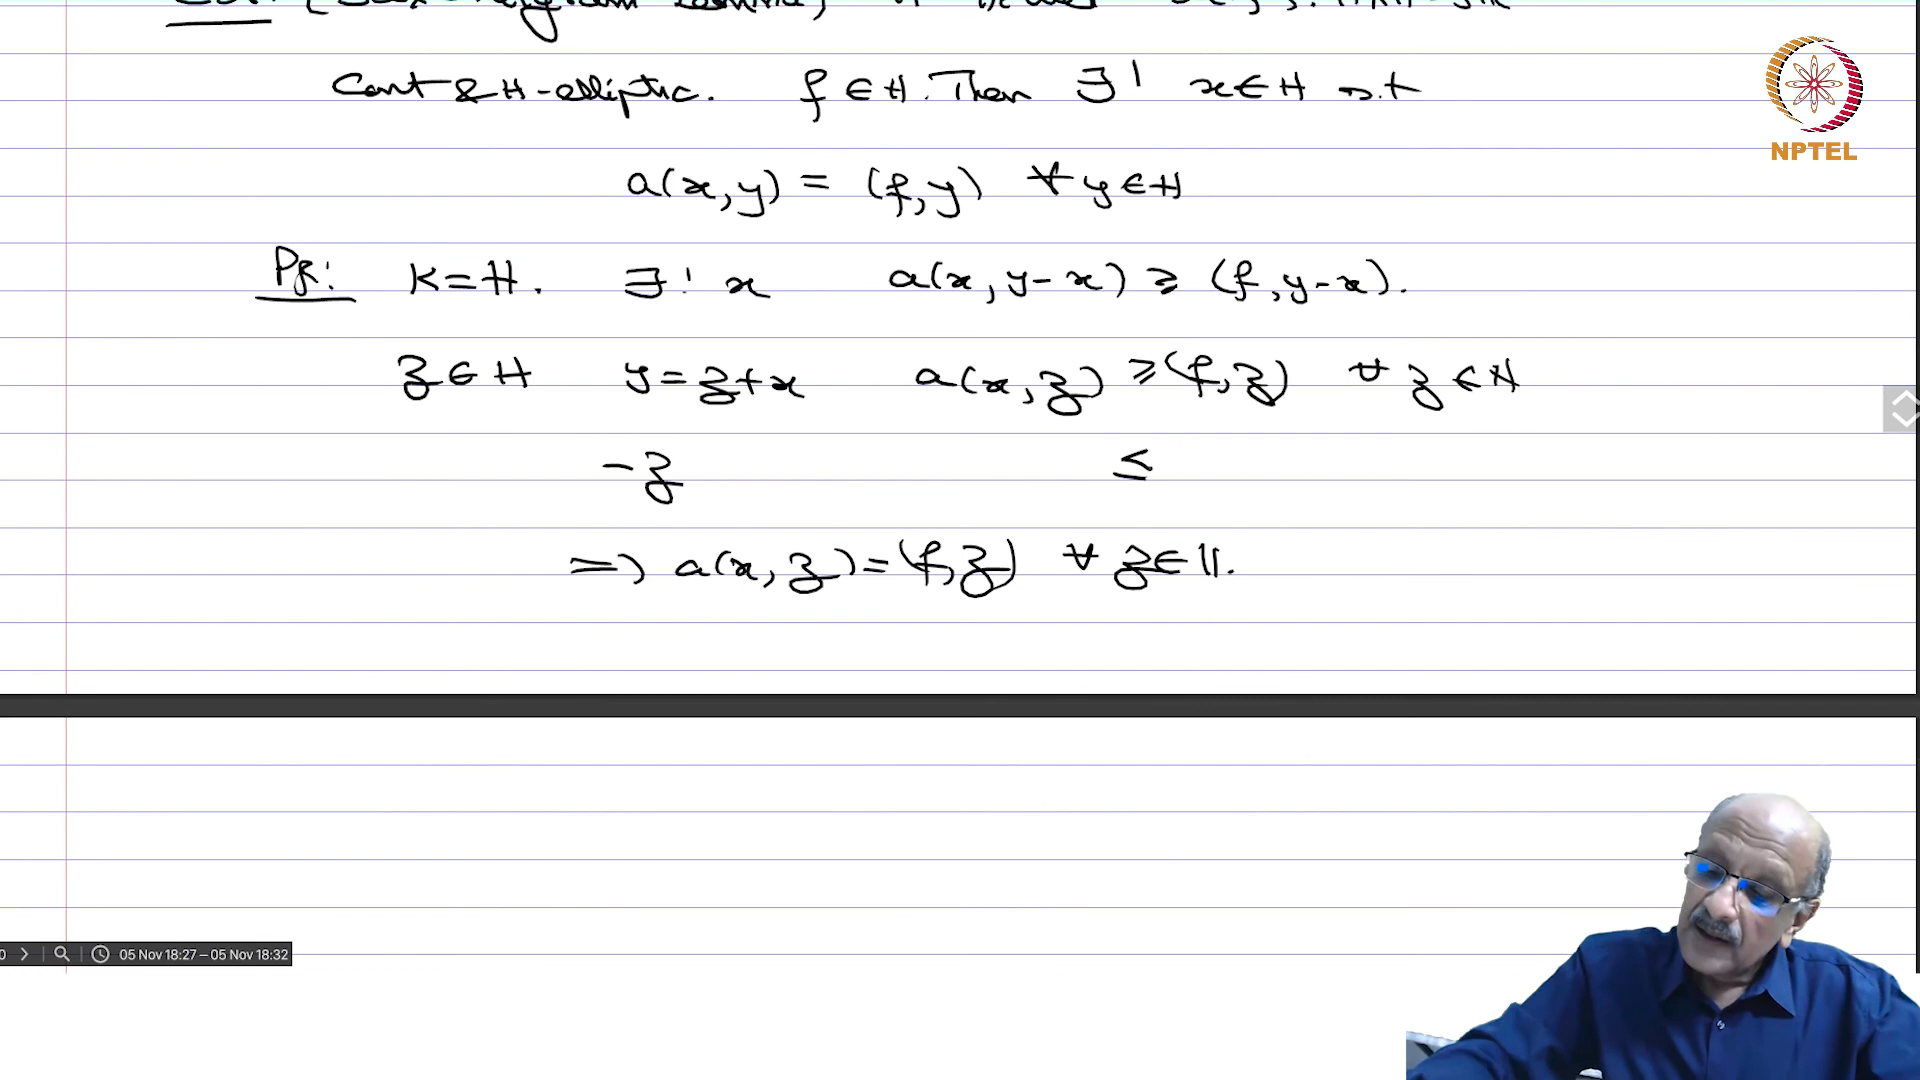 Cont & H-elliptic. f ∈ H. Then ∃! x ∈ H s.t
a(x, y) = (f, y) ∀ y ∈ H
Pf: K = H. ∃! x a(x, y-x) ≥ (f, y-x).
z ∈ H y = z+x a(x, z) ≥ (f, z) ∀ z ∈ H
-z ≤
=> a(x, z) = (f, z) ∀ z ∈ H.
NPTEL
05 Nov 18:27 – 05 Nov 18:32